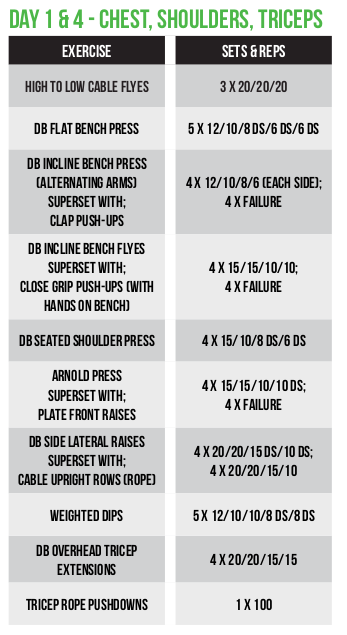 DAY 1 & 4 - CHEST, SHOULDERS, TRICEPS
EXERCISE
SETS & REPS
HIGH TO LOW CABLE FLYES
3 X 20/20/20
DB FLAT BENCH PRESS
5 X 12/10/8 DS/6 DS/6 DS
DB INCLINE BENCH PRESS
(ALTERNATING ARMS)
SUPERSET WITH;
CLAP PUSH-UPS
4 X 12/10/8/6 (EACH SIDE);
4 X FAILURE
DB INCLINE BENCH FLYES
SUPERSET WITH;
CLOSE GRIP PUSH-UPS (WITH
HANDS ON BENCH)
4 X 15/15/10/10;
4 X FAILURE
DB SEATED SHOULDER PRESS
4 X 15/10/8 DS/6 DS
ARNOLD PRESS
SUPERSET WITH;
PLATE FRONT RAISES
4 X 15/15/10/10 DS;
4 X FAILURE
DB SIDE LATERAL RAISES
SUPERSET WITH;
CABLE UPRIGHT ROWS (ROPE)
4 X 20/20/15 DS/10 DS;
4 X 20/20/15/10
WEIGHTED DIPS
5 X 12/10/10/8 DS/8 DS
DB OVERHEAD TRICEP
EXTENSIONS
4 X 20/20/15/15
TRICEP ROPE PUSHDOWNS
1 X 100